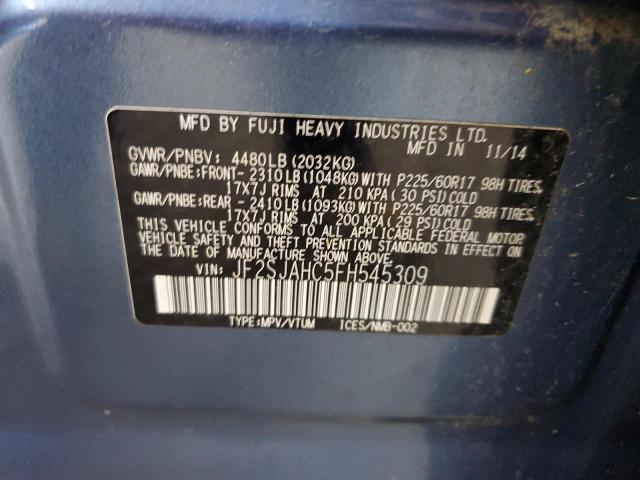 MFD BY FUJI HEAVY INDUSTRIES LTD.
MFD IN 11/14
GVWR/PNBV: 4480LB(2032KG)
GAWR/PNBE:FRONT- 2310LB(1048KG)WITH P225/60R17 98H TIRES,
17X7J RIMS AT 210 KPA(30 PSI)COLD
GAWR/PNBE:REAR - 2410LB(1093KG)WITH P225/60R17 98H TIRES,
17X7J RIMS AT 200 KPA(29 PSI)COLD
THIS VEHICLE CONFORMS TO ALL APPLICABLE FEDERAL MOTOR
VEHICLE SAFETY AND THEFT PREVENTION STANDARDS IN EFFECT ON
THE DATE OF MANUFACTURE SHOWN ABOVE.
VIN: JF2SJAHC5FH545309
TYPE:MPV/VTUM ICES/NMB-002